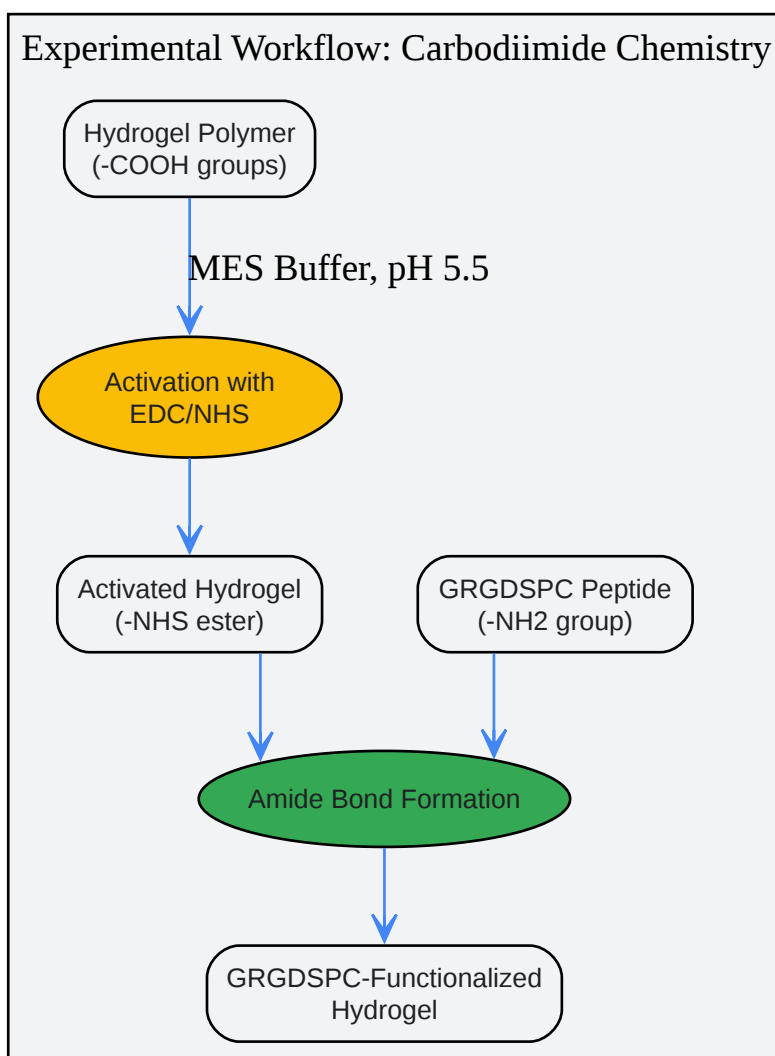 Experimental Workflow: Carbodiimide Chemistry
Hydrogel Polymer
(-COOH groups)
MES Buffer, pH 5.5
Activation with
EDC/NHS
Activated Hydrogel
(-NHS ester)
GRGDSPC Peptide
(-NH2 group)
Amide Bond Formation
GRGDSPC-Functionalized
Hydrogel